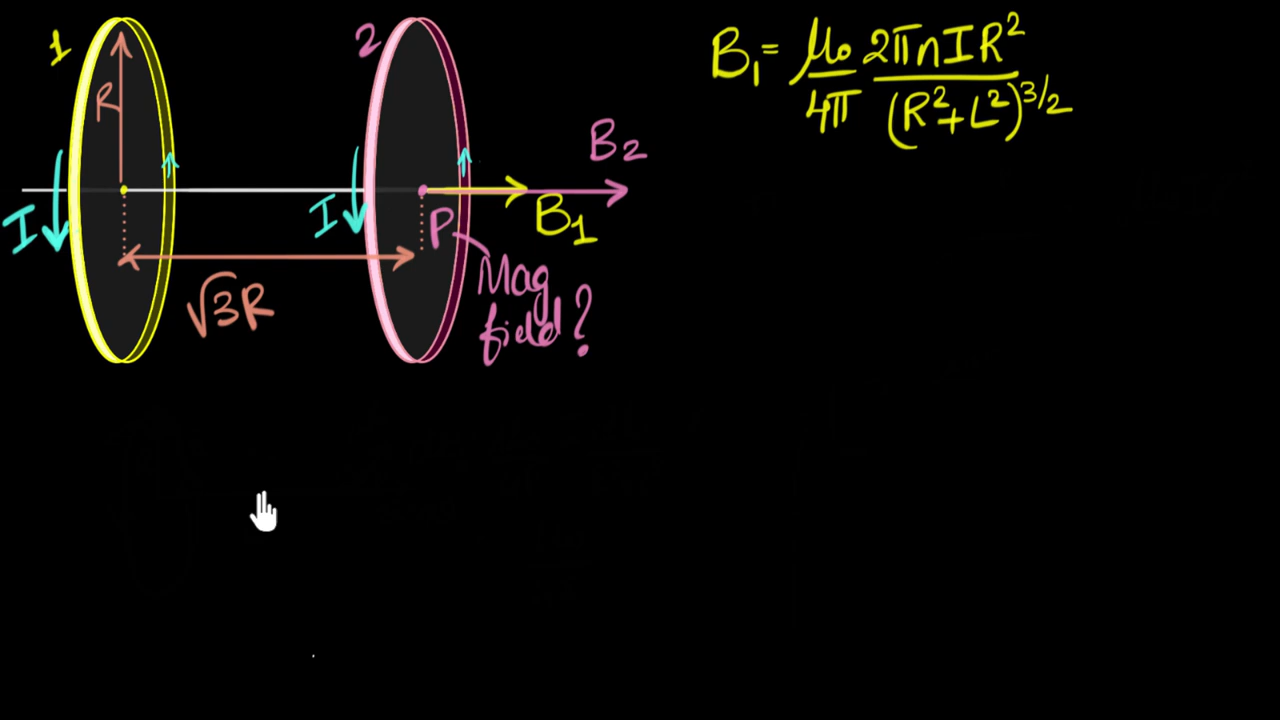 1
R
I
√3R
2
I
P
Mag
field?
B₁
B₂
B₁ = μ₀/4π 2πnIR²/(R²+L²)^3/2